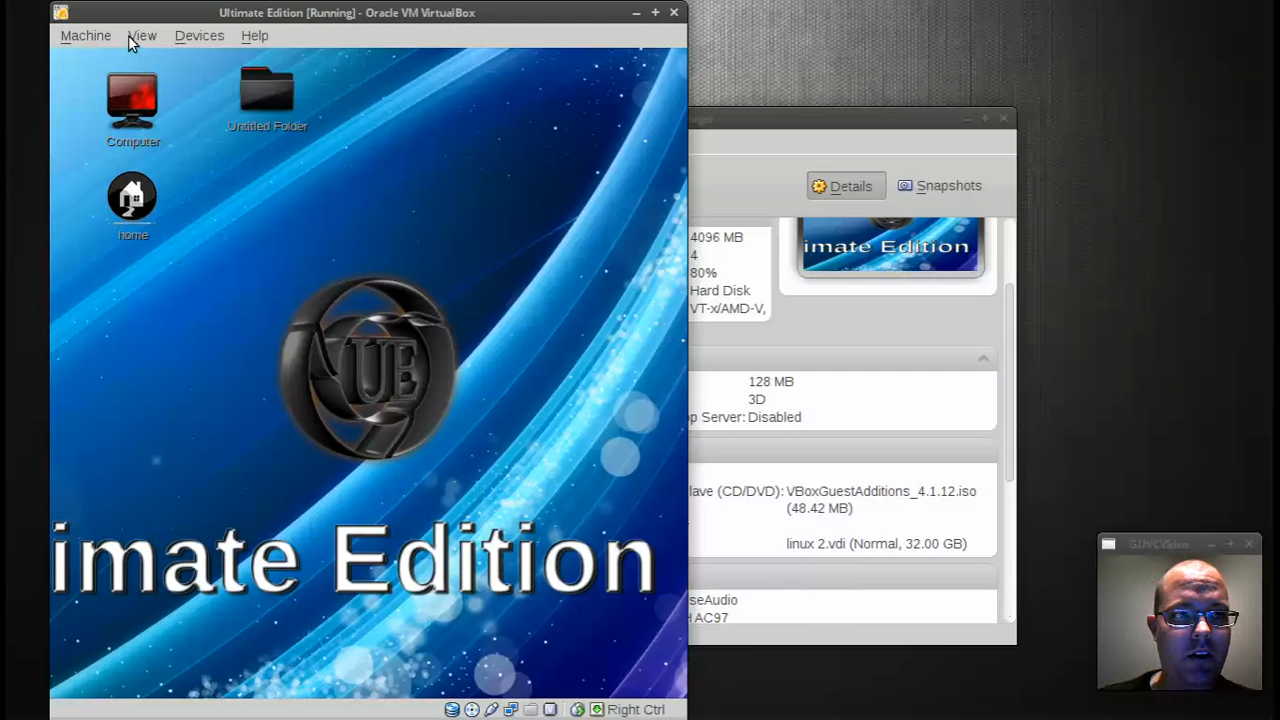 Ultimate Edition [Running] - Oracle VM VirtualBox
Machine View Devices Help
Computer
Untitled Folder
home
UE
imate Edition
Right Ctrl
Details
Snapshots
4096 MB
4
80%
Hard Disk
VT-x/AMD-V,
imate Edition
128 MB
3D
op Server: Disabled
lave (CD/DVD): VBoxGuestAdditions_4.1.12.iso
(48.42 MB)
linux 2.vdi (Normal, 32.00 GB)
seAudio
AC97